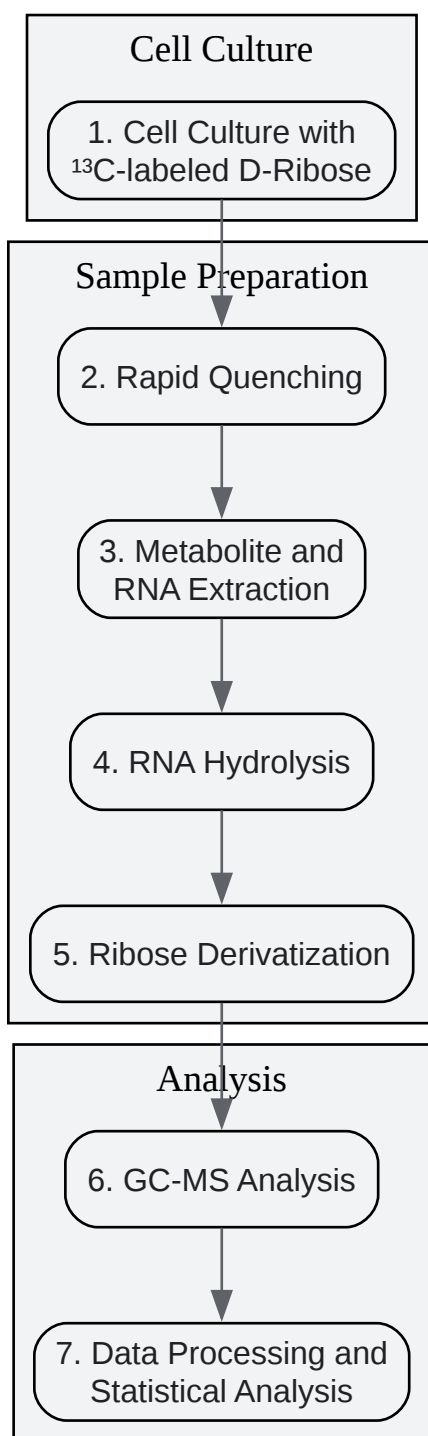 Cell Culture
1. Cell Culture with
¹³C-labeled D-Ribose
Sample Preparation
2. Rapid Quenching
3. Metabolite and
RNA Extraction
4. RNA Hydrolysis
5. Ribose Derivatization
Analysis
6. GC-MS Analysis
7. Data Processing and
Statistical Analysis